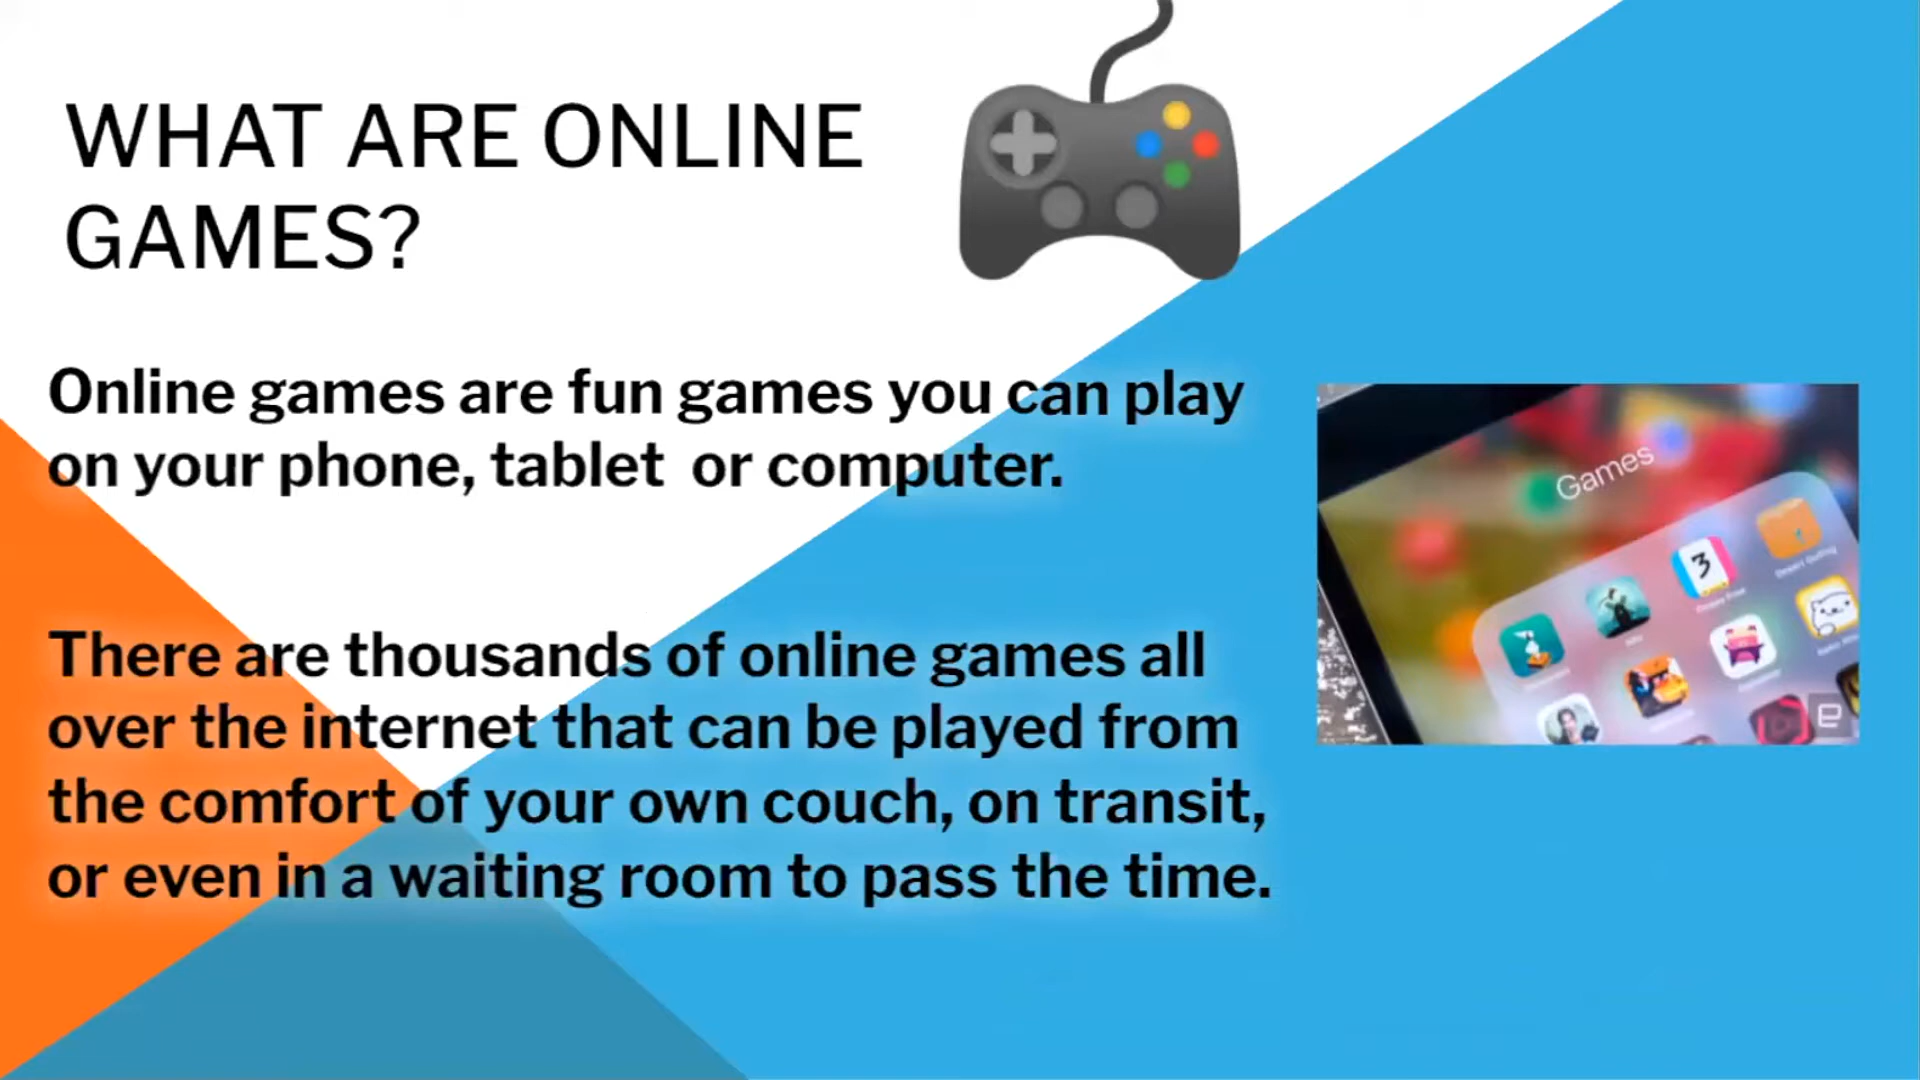 WHAT ARE ONLINE
GAMES?
Online games are fun games you can play
on your phone, tablet  or computer.
There are thousands of online games all
over the internet that can be played from
the comfort of your own couch, on transit,
or even in a waiting room to pass the time.
Games
3